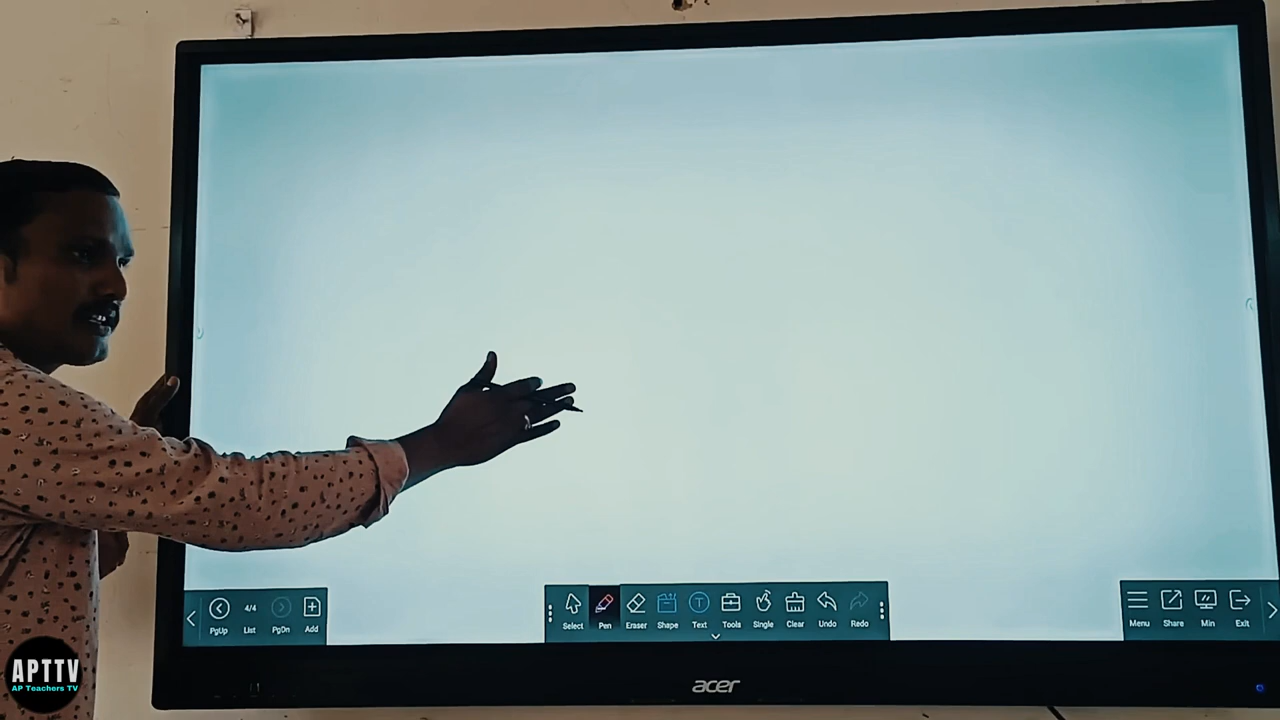 PgUp
4/4
List
PgDn
Add
Select
Pen
Eraser
Shape
T
Text
Tools
Single
Clear
Undo
Redo
Menu
Share
Min
Exit
acer
APTTV
AP Teachers TV